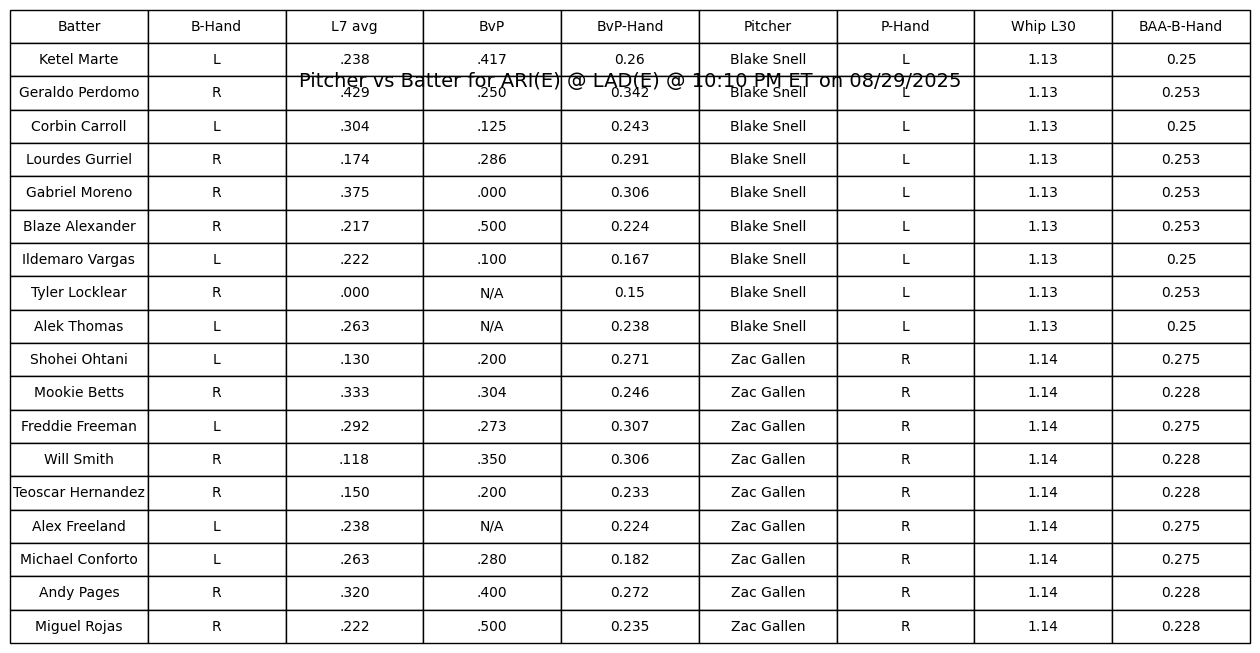 Batter B-Hand L7 avg BvP BvP-Hand Pitcher P-Hand Whip L30 BAA-B-Hand
Ketel Marte L .238 .417 0.26 Blake Snell L 1.13 0.25
Pitcher vs Batter for ARI(E) @ LAD(E) @ 10:10 PM ET on 08/29/2025
Geraldo Perdomo R .429 .250 0.342 Blake Snell L 1.13 0.253
Corbin Carroll L .304 .125 0.243 Blake Snell L 1.13 0.25
Lourdes Gurriel R .174 .286 0.291 Blake Snell L 1.13 0.253
Gabriel Moreno R .375 .000 0.306 Blake Snell L 1.13 0.253
Blaze Alexander R .217 .500 0.224 Blake Snell L 1.13 0.253
Ildemaro Vargas L .222 .100 0.167 Blake Snell L 1.13 0.25
Tyler Locklear R .000 N/A 0.15 Blake Snell L 1.13 0.253
Alek Thomas L .263 N/A 0.238 Blake Snell L 1.13 0.25
Shohei Ohtani L .130 .200 0.271 Zac Gallen R 1.14 0.275
Mookie Betts R .333 .304 0.246 Zac Gallen R 1.14 0.228
Freddie Freeman L .292 .273 0.307 Zac Gallen R 1.14 0.275
Will Smith R .118 .350 0.306 Zac Gallen R 1.14 0.228
Teoscar Hernandez R .150 .200 0.233 Zac Gallen R 1.14 0.228
Alex Freeland L .238 N/A 0.224 Zac Gallen R 1.14 0.275
Michael Conforto L .263 .280 0.182 Zac Gallen R 1.14 0.275
Andy Pages R .320 .400 0.272 Zac Gallen R 1.14 0.228
Miguel Rojas R .222 .500 0.235 Zac Gallen R 1.14 0.228